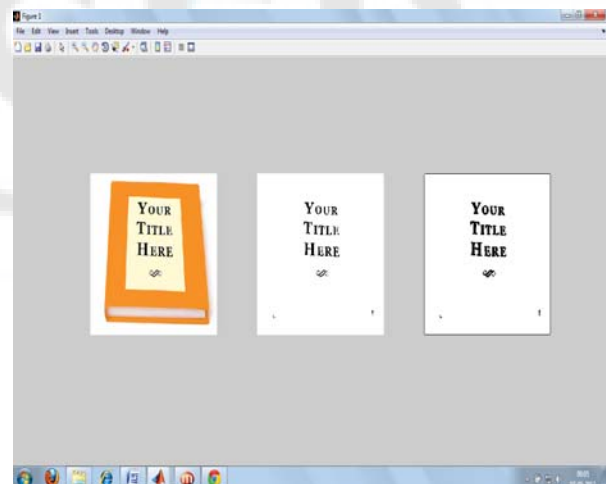 Figure 1
File Edit View Insert Tools Desktop Window Help
YOUR
TITLE
HERE
YOUR
TITLE
HERE
YOUR
TITLE
HERE